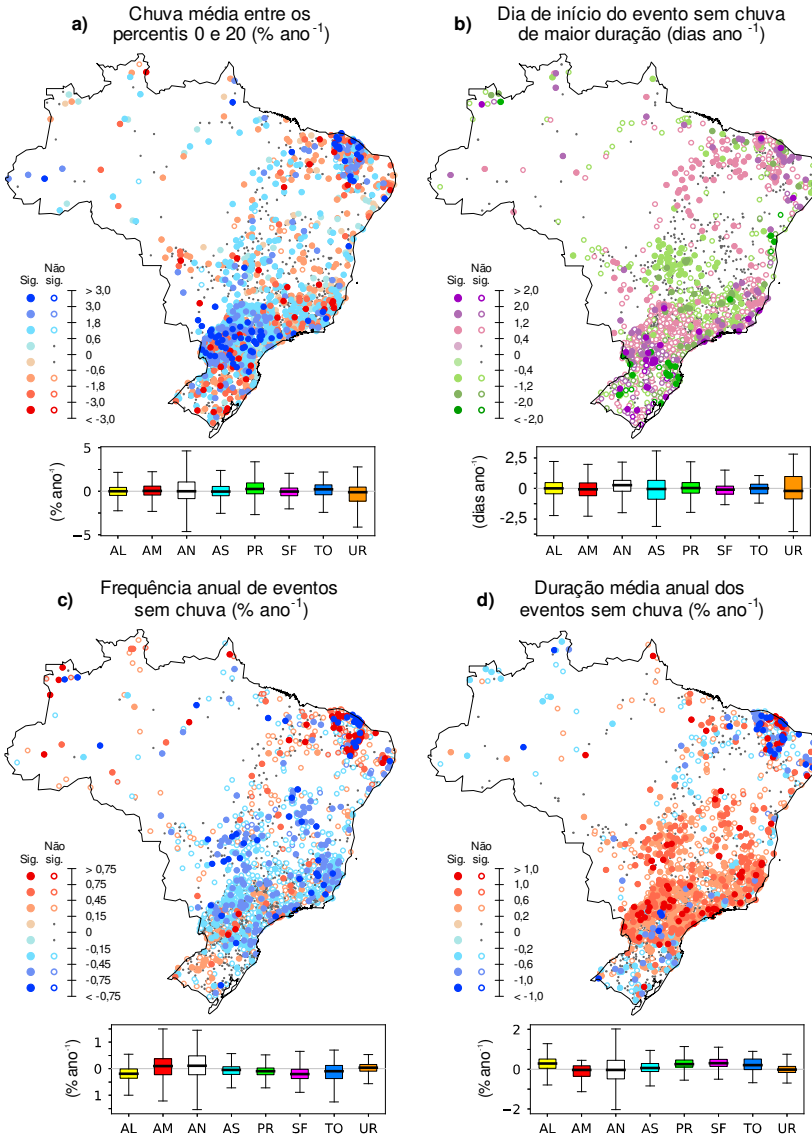 a)
Chuva média entre os
percentis 0 e 20 (% ano-1)
Sig.
Não
sig.
> 3,0
3,0
1,8
0,6
0
-0,6
-1,8
-3,0
< -3,0
(% ano-1)
5
0
−5
AL AM AN AS PR SF TO UR
b)
Dia de início do evento sem chuva
de maior duração (dias ano-1)
Sig.
Não
sig.
> 2,0
2,0
1,2
0,4
0
-0,4
-1,2
-2,0
< -2,0
(dias ano-1)
2,5
0
-2,5
AL AM AN AS PR SF TO UR
c)
Frequência anual de eventos
sem chuva (% ano-1)
Sig.
Não
sig.
> 0,75
0,75
0,45
0,15
0
-0,15
-0,45
-0,75
< -0,75
(% ano-1)
1
0
1
AL AM AN AS PR SF TO UR
d)
Duração média anual dos
eventos sem chuva (% ano-1)
Sig.
Não
sig.
> 1,0
1,0
0,6
0,2
0
-0,2
-0,6
-1,0
< -1,0
(% ano-1)
2
0
−2
AL AM AN AS PR SF TO UR